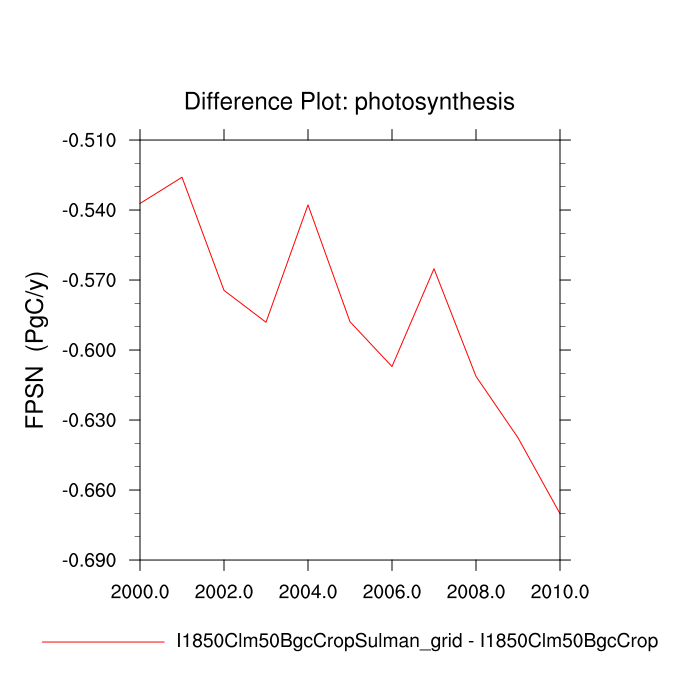 Difference Plot: photosynthesis
FPSN (PgC/y)
-0.510
-0.540
-0.570
-0.600
-0.630
-0.660
-0.690
2000.0 2002.0 2004.0 2006.0 2008.0 2010.0
I1850Clm50BgcCropSulman_grid - I1850Clm50BgcCrop